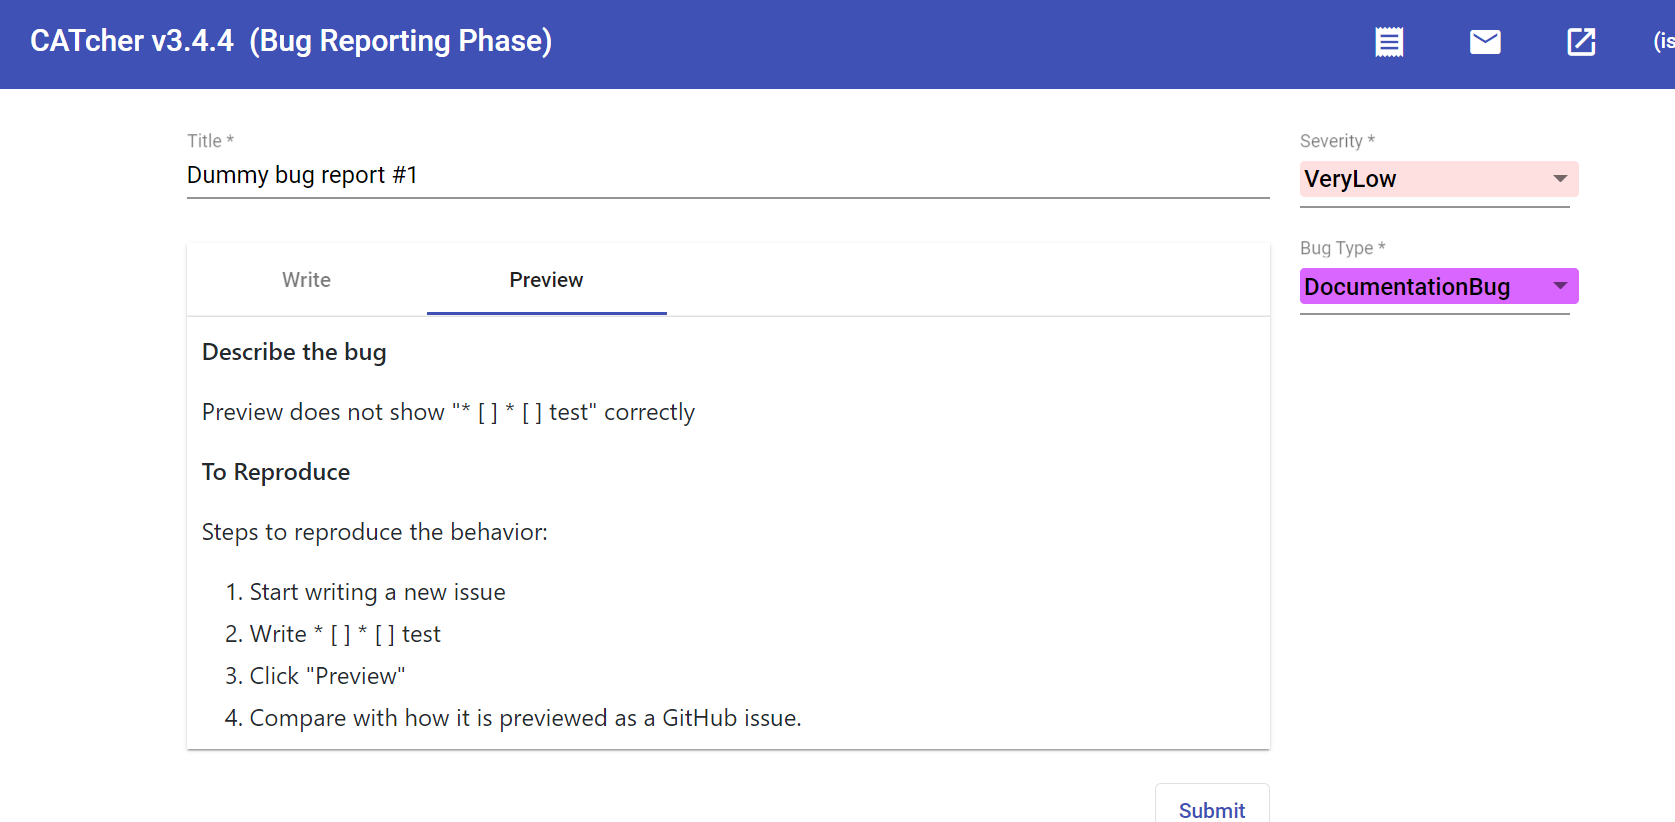 CATcher v3.4.4 (Bug Reporting Phase)
(is
Title *
Dummy bug report #1
Severity *
VeryLow
Bug Type *
DocumentationBug
Write Preview
Describe the bug
Preview does not show "* [ ] * [ ] test" correctly
To Reproduce
Steps to reproduce the behavior:
1. Start writing a new issue
2. Write * [ ] * [ ] test
3. Click "Preview"
4. Compare with how it is previewed as a GitHub issue.
Submit